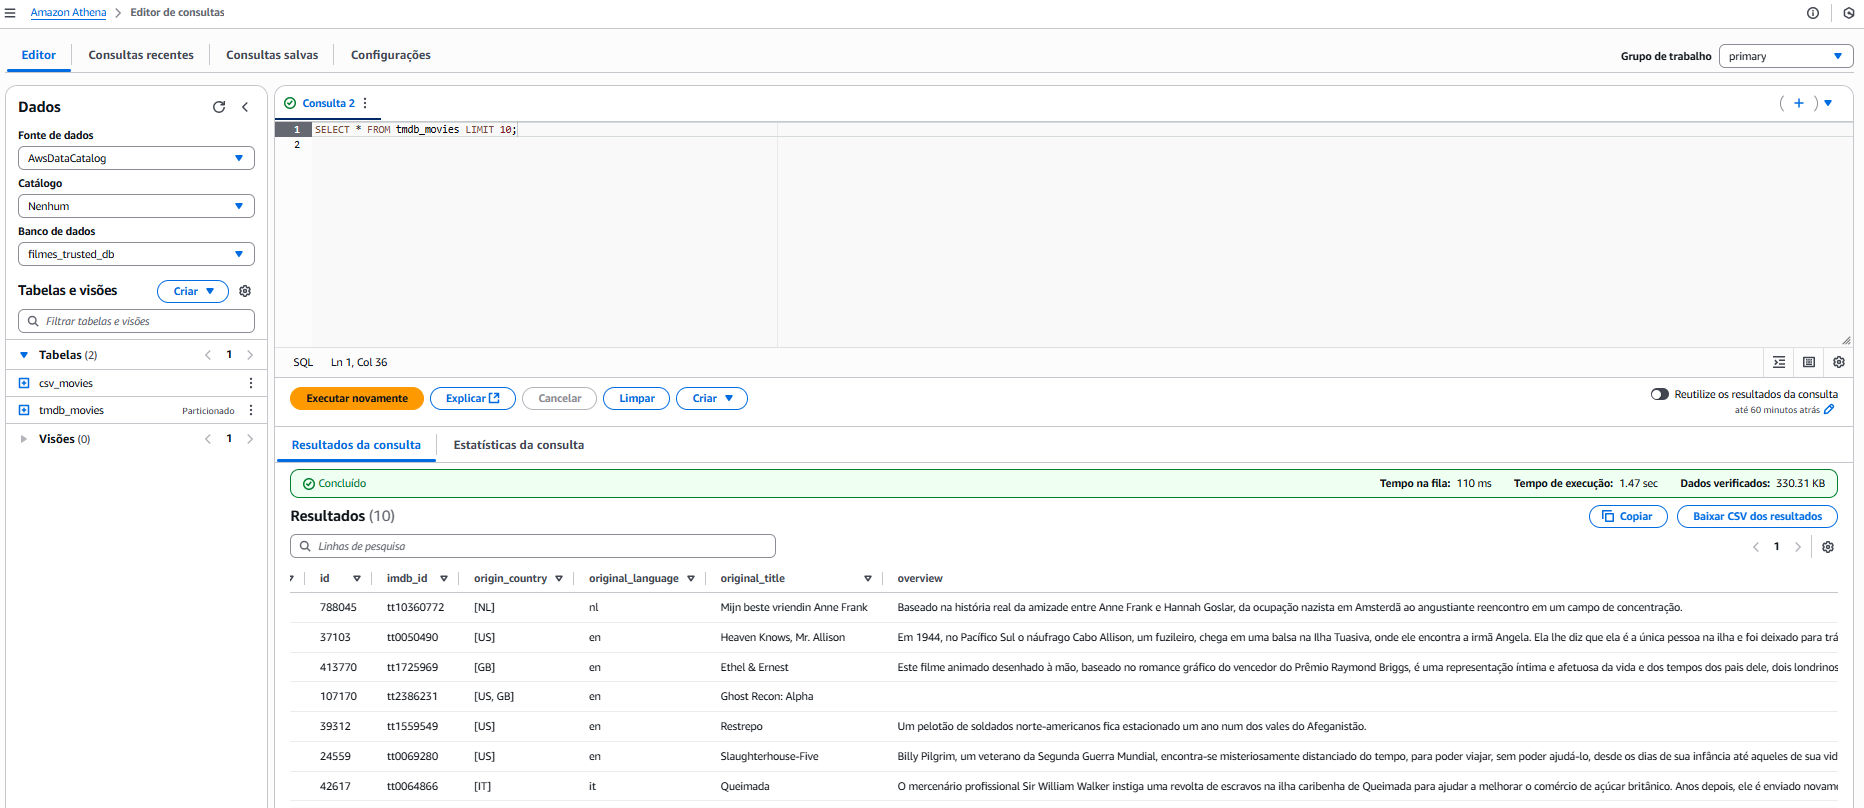 Amazon Athena > Editor de consultas
Editor Consultas recentes Consultas salvas Configurações
Grupo de trabalho primary
Dados
Fonte de dados
AwsDataCatalog
Catálogo
Nenhum
Banco de dados
filmes_trusted_db
Tabelas e visões Criar
Filtrar tabelas e visões
Tabelas (2) < 1 >
csv_movies
tmdb_movies Particionado
Visões (0) < 1 >
Consulta 2
1 SELECT * FROM tmdb_movies LIMIT 10;
2
SQL Ln 1, Col 36
Executar novamente Explicar Cancelar Limpar Criar
Reutilize os resultados da consulta
até 60 minutos atrás
Resultados da consulta Estatísticas da consulta
Concluído Tempo na fila: 110 ms Tempo de execução: 1.47 sec Dados verificados: 330.31 KB
Resultados (10) Copiar Baixar CSV dos resultados
Linhas de pesquisa < 1 >
id imdb_id origin_country original_language original_title overview
788045 tt10360772 [NL] nl Mijn beste vriendin Anne Frank Baseado na história real da amizade entre Anne Frank e Hannah Goslar, da ocupação nazista em Amsterdã ao angustiante reencontro em um campo de concentração.
37103 tt0050490 [US] en Heaven Knows, Mr. Allison Em 1944, no Pacífico Sul o náufrago Cabo Allison, um fuzileiro, chega em uma balsa na Ilha Tuasiva, onde ele encontra a irmã Angela. Ela lhe diz que ela é a única pessoa na ilha e foi deixado para trá
413770 tt1725969 [GB] en Ethel & Ernest Este filme animado desenhado à mão, baseado no romance gráfico do vencedor do Prêmio Raymond Briggs, é uma representação íntima e afetuosa da vida e dos tempos dos pais dele, dois londrinos
107170 tt2386231 [US, GB] en Ghost Recon: Alpha
39312 tt1559549 [US] en Restrepo Um pelotão de soldados norte-americanos fica estacionado um ano num dos vales do Afeganistão.
24559 tt0069280 [US] en Slaughterhouse-Five Billy Pilgrim, um veterano da Segunda Guerra Mundial, encontra-se misteriosamente distanciado do tempo, para poder viajar, sem poder ajudá-lo, desde os dias de sua infância até aqueles de sua vid
42617 tt0064866 [IT] it Queimada O mercenário profissional Sir William Walker instiga uma revolta de escravos na ilha caribenha de Queimada para ajudar a melhorar o comércio de açúcar britânico. Anos depois, ele é enviado novam